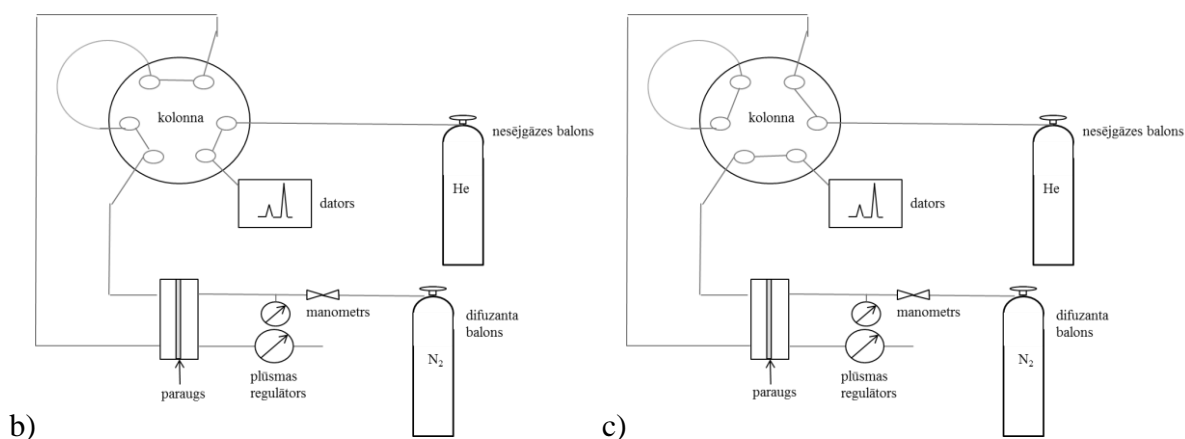 kolonna
nesējgāzes balons
He
dators
manometrs
difuzanta
balons
N₂
plūsmas
regulātors
paraugs
b)
kolonna
nesējgāzes balons
He
dators
manometrs
difuzanta
balons
N₂
plūsmas
regulātors
paraugs
c)